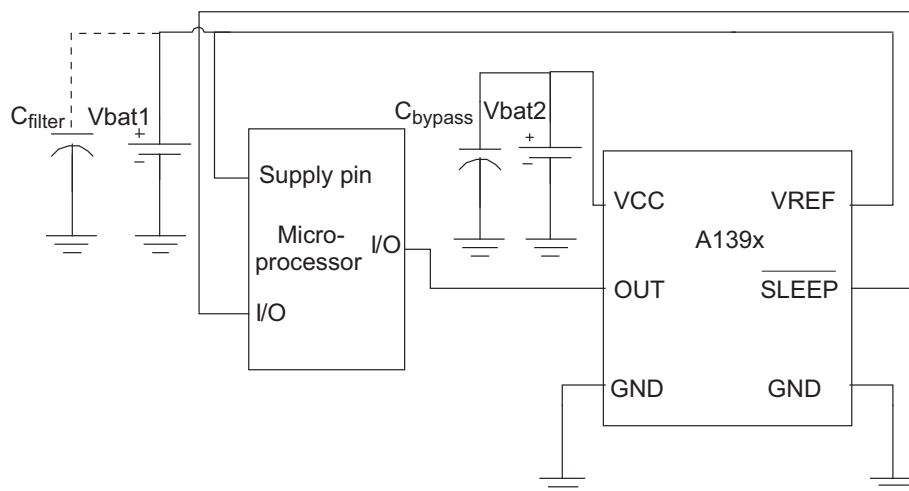 C_filter Vbat1
+
–
C_bypass Vbat2
+
–
Supply pin
Micro-
processor
I/O
I/O
VCC
VREF
A139x
OUT
SLEEP
GND
GND